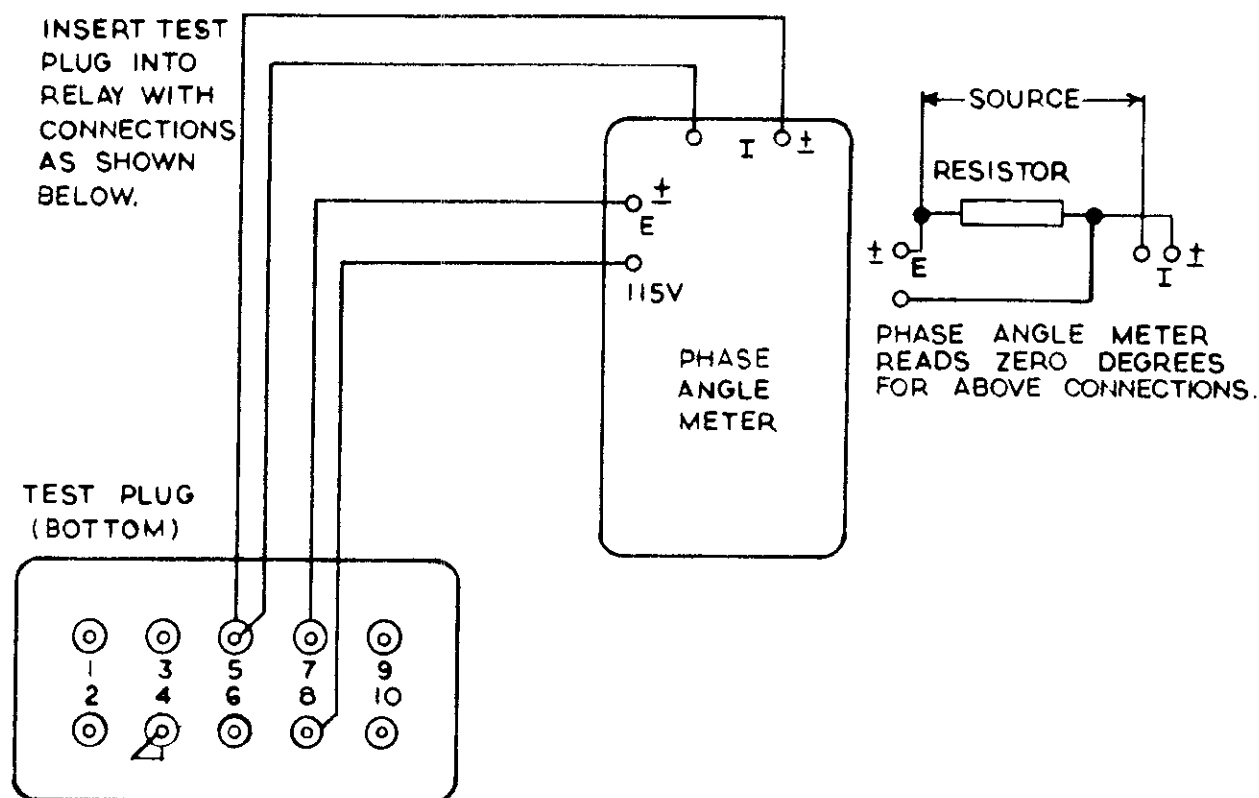 INSERT TEST
PLUG INTO
RELAY WITH
CONNECTIONS
AS SHOWN
BELOW.
I ±
± E
115V
PHASE
ANGLE
METER
SOURCE
RESISTOR
± E
I ±
PHASE ANGLE METER
READS ZERO DEGREES
FOR ABOVE CONNECTIONS.
TEST PLUG
(BOTTOM)
1 3 5 7 9
2 4 6 8 10